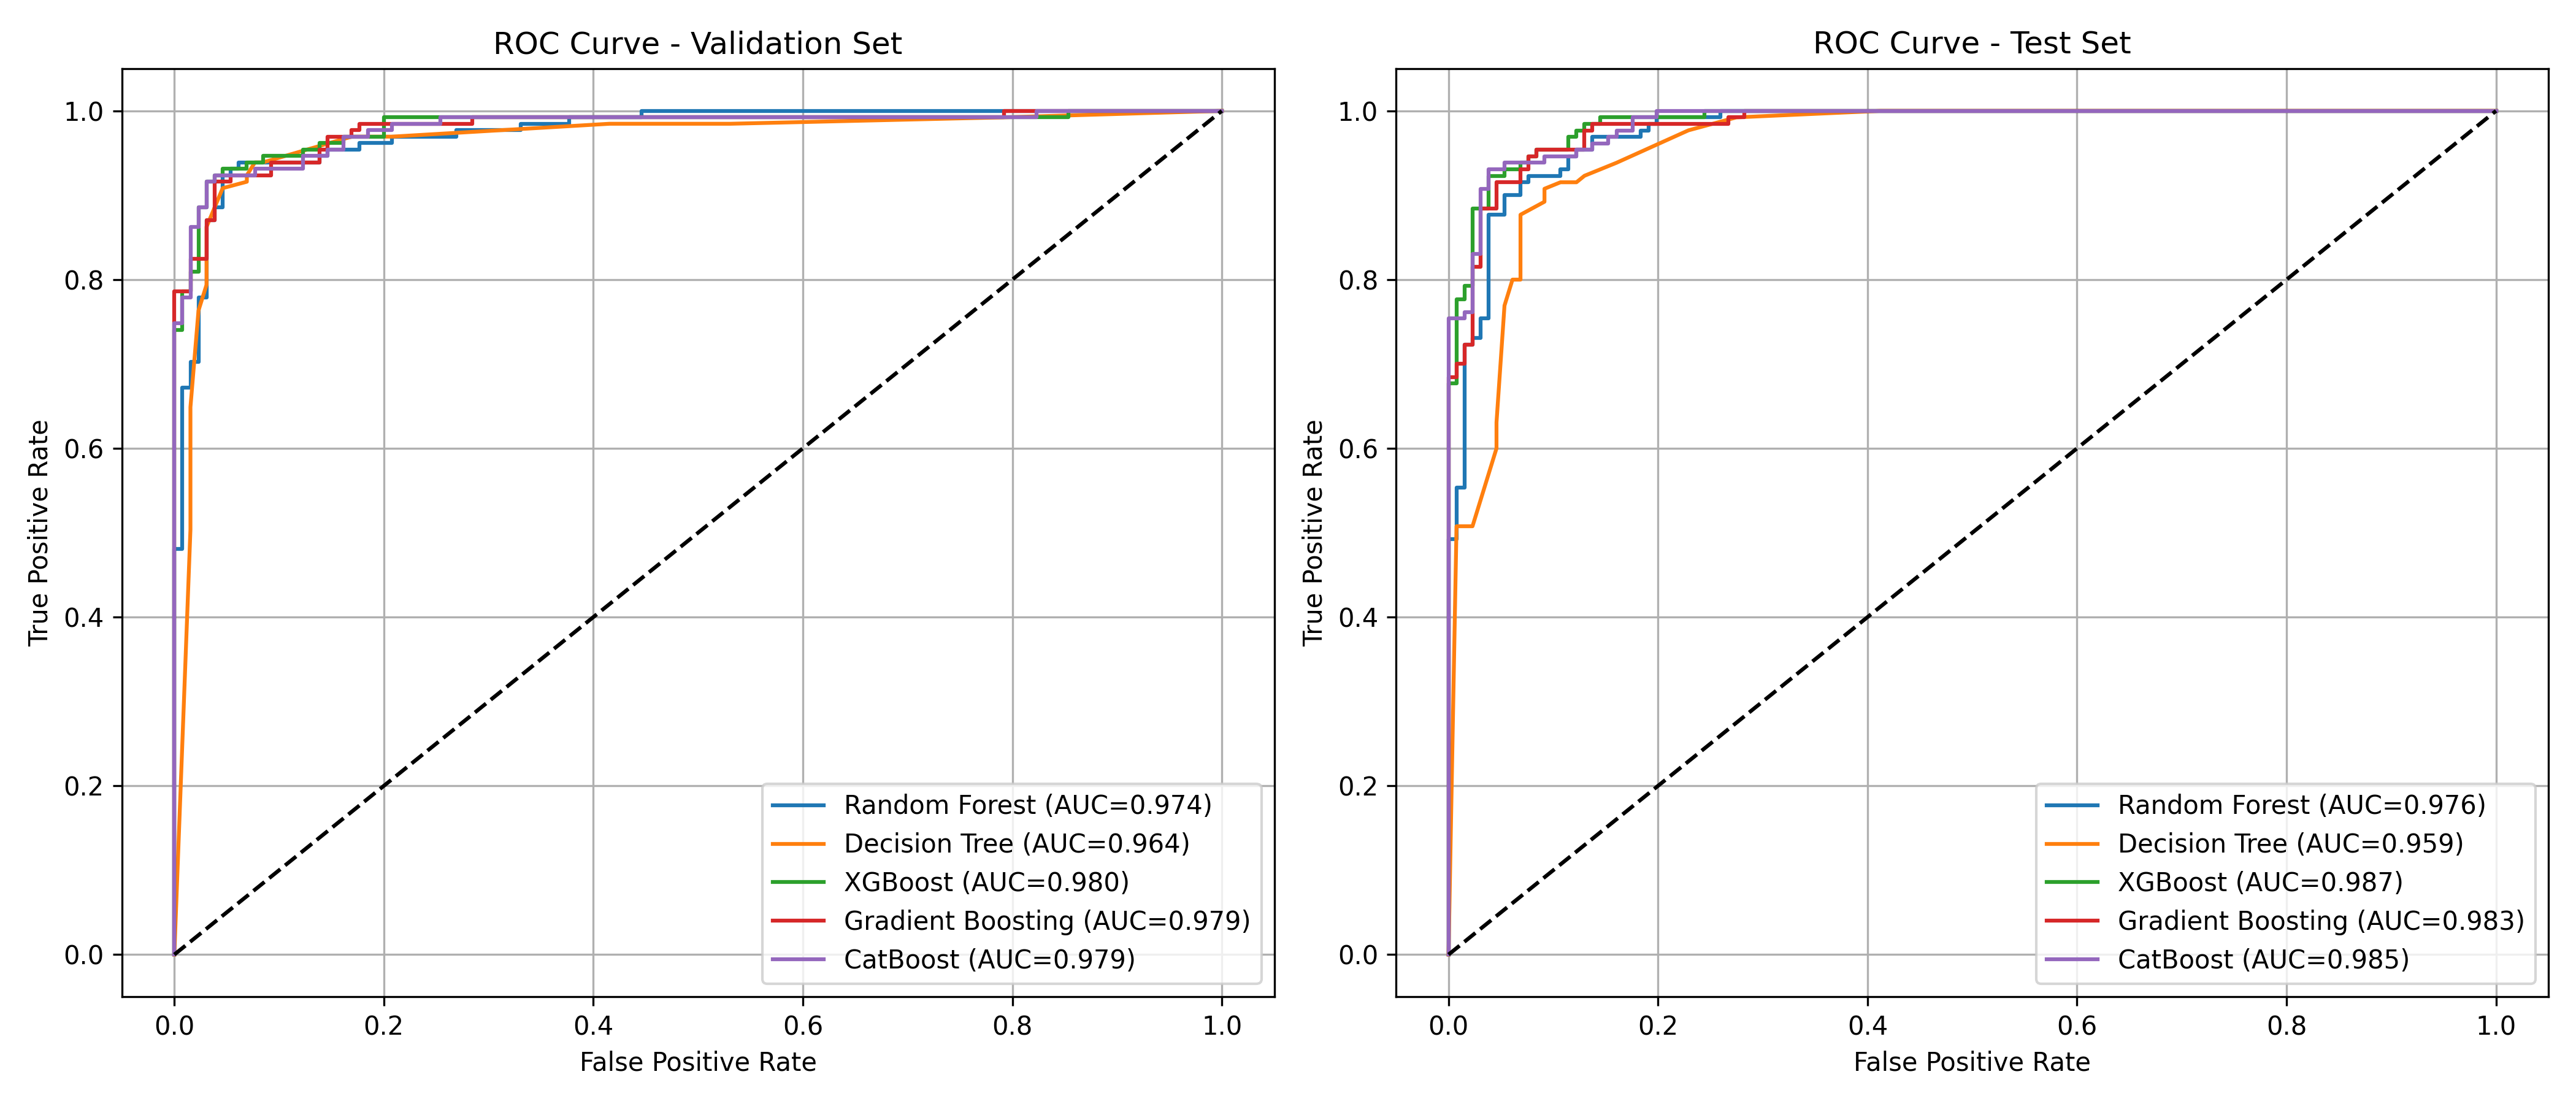 ROC Curve - Validation Set
1.0
0.8
0.6
0.4
0.2
0.0
True Positive Rate
Random Forest (AUC=0.974)
Decision Tree (AUC=0.964)
XGBoost (AUC=0.980)
Gradient Boosting (AUC=0.979)
CatBoost (AUC=0.979)
0.0 0.2 0.4 0.6 0.8 1.0
False Positive Rate
ROC Curve - Test Set
1.0
0.8
0.6
0.4
0.2
0.0
True Positive Rate
Random Forest (AUC=0.976)
Decision Tree (AUC=0.959)
XGBoost (AUC=0.987)
Gradient Boosting (AUC=0.983)
CatBoost (AUC=0.985)
0.0 0.2 0.4 0.6 0.8 1.0
False Positive Rate